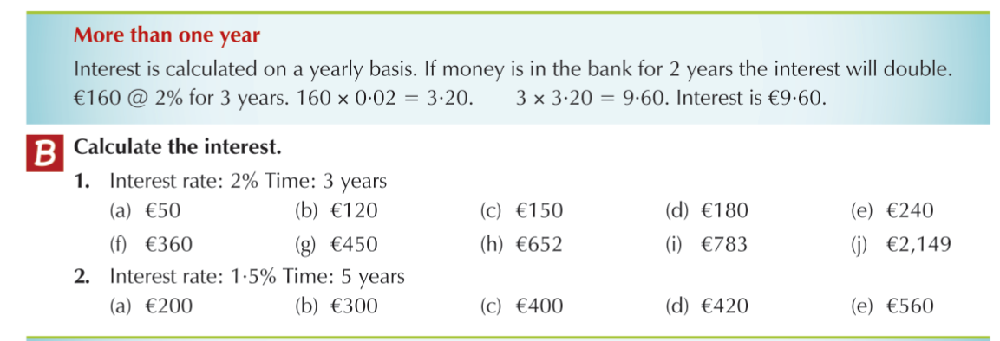 More than one year
Interest is calculated on a yearly basis. If money is in the bank for 2 years the interest will double.
€160 @ 2% for 3 years. 160 × 0·02 = 3·20. 3 × 3·20 = 9·60. Interest is €9·60.
B Calculate the interest.
1. Interest rate: 2% Time: 3 years
(a) €50 (b) €120 (c) €150 (d) €180 (e) €240
(f) €360 (g) €450 (h) €652 (i) €783 (j) €2,149
2. Interest rate: 1·5% Time: 5 years
(a) €200 (b) €300 (c) €400 (d) €420 (e) €560